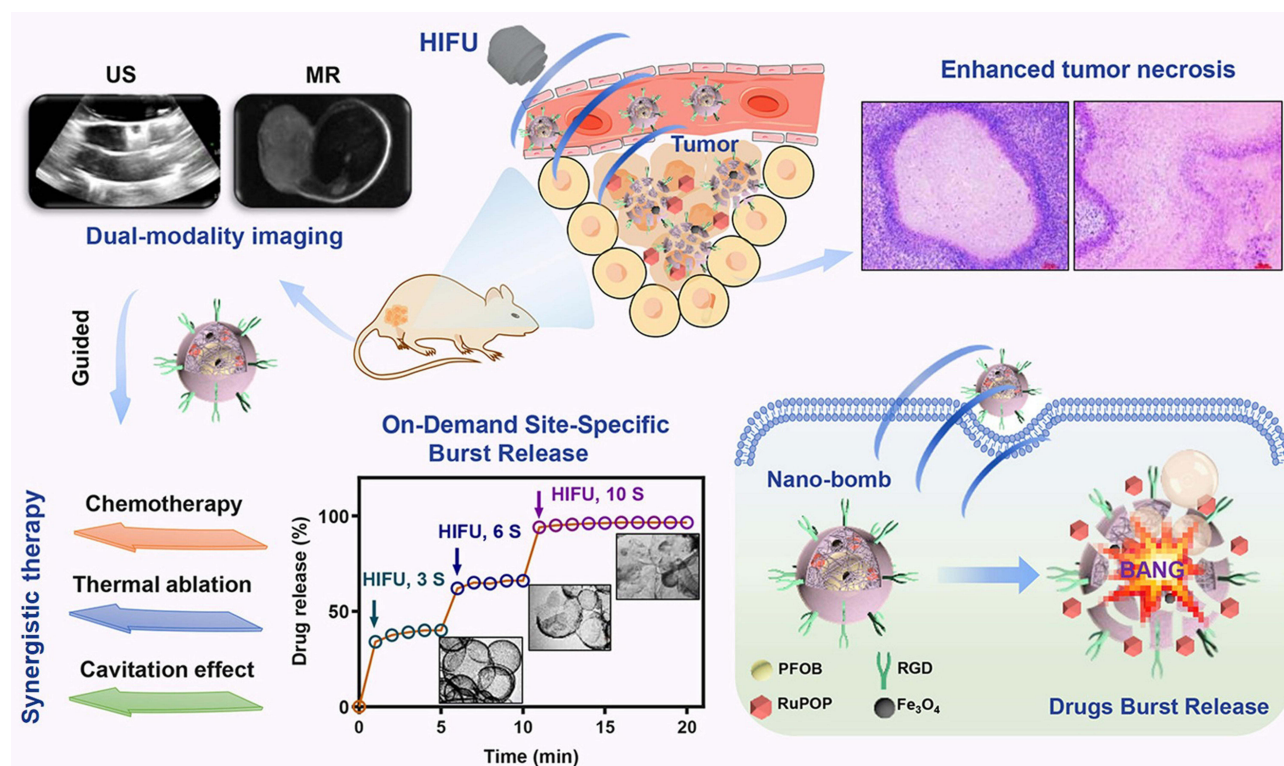 US
MR
Dual-modality imaging
HIFU
Tumor
Enhanced tumor necrosis
Guided
Synergistic therapy
Chemotherapy
Thermal ablation
Cavitation effect
On-Demand Site-Specific
Burst Release
Drug release (%)
100
50
0
HIFU, 3 S
HIFU, 6 S
HIFU, 10 S
0 5 10 15 20
Time (min)
Nano-bomb
BANG
PFOB
RGD
RuPOP
Fe₃O₄
Drugs Burst Release